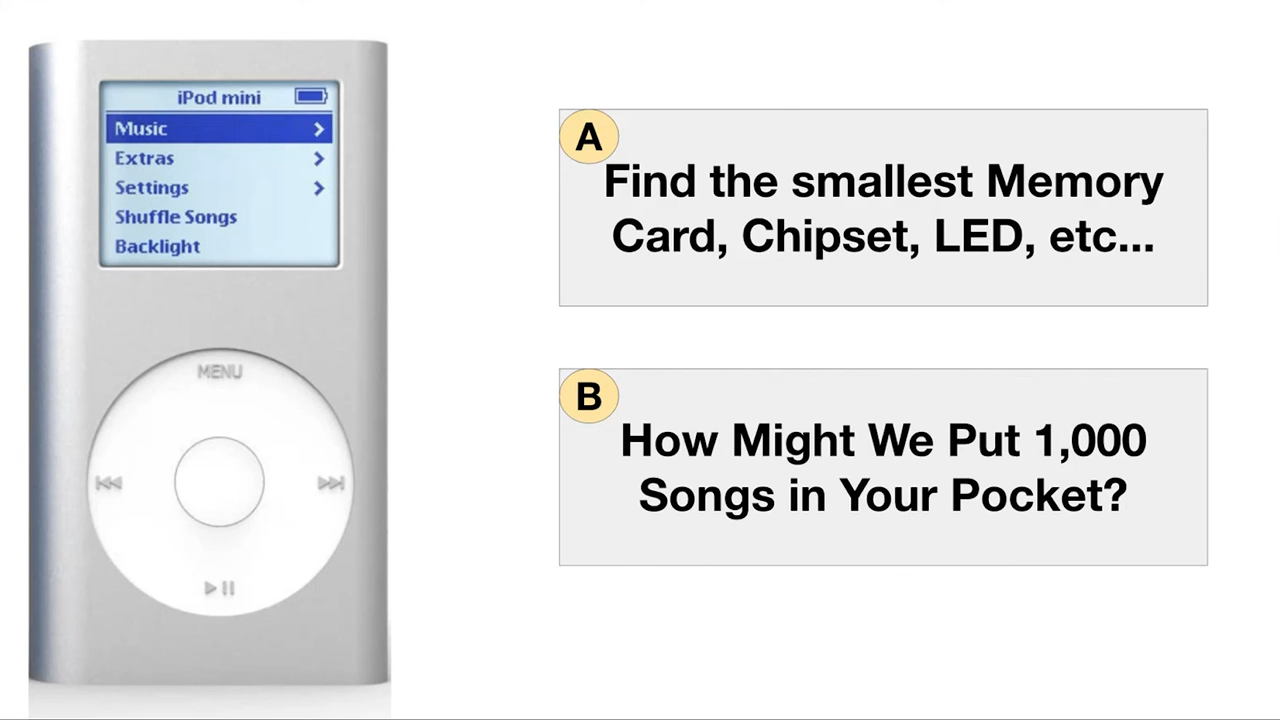 iPod mini
Music
Extras
Settings
Shuffle Songs
Backlight
MENU
A
Find the smallest Memory
Card, Chipset, LED, etc...
B
How Might We Put 1,000
Songs in Your Pocket?